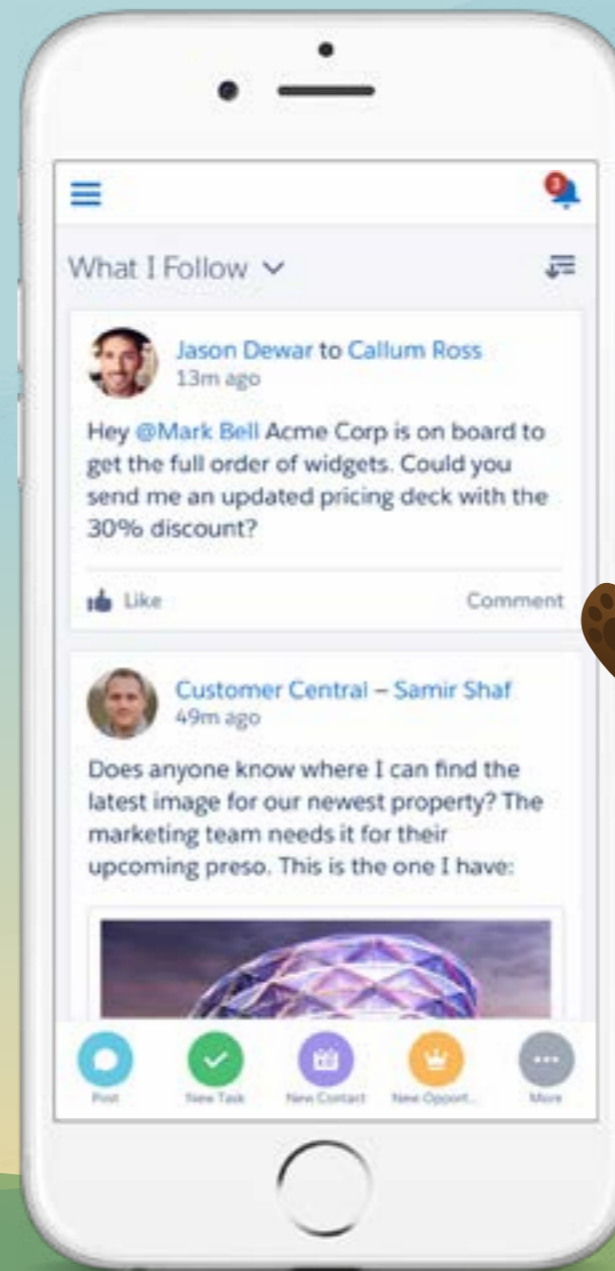 3
What I Follow
Jason Dewar to Callum Ross
13m ago
Hey @Mark Bell Acme Corp is on board to
get the full order of widgets. Could you
send me an updated pricing deck with the
30% discount?
Like
Comment
Customer Central – Samir Shaf
49m ago
Does anyone know where I can find the
latest image for our newest property? The
marketing team needs it for their
upcoming preso. This is the one I have:
Post
New Task
New Contact
New Opport...
More